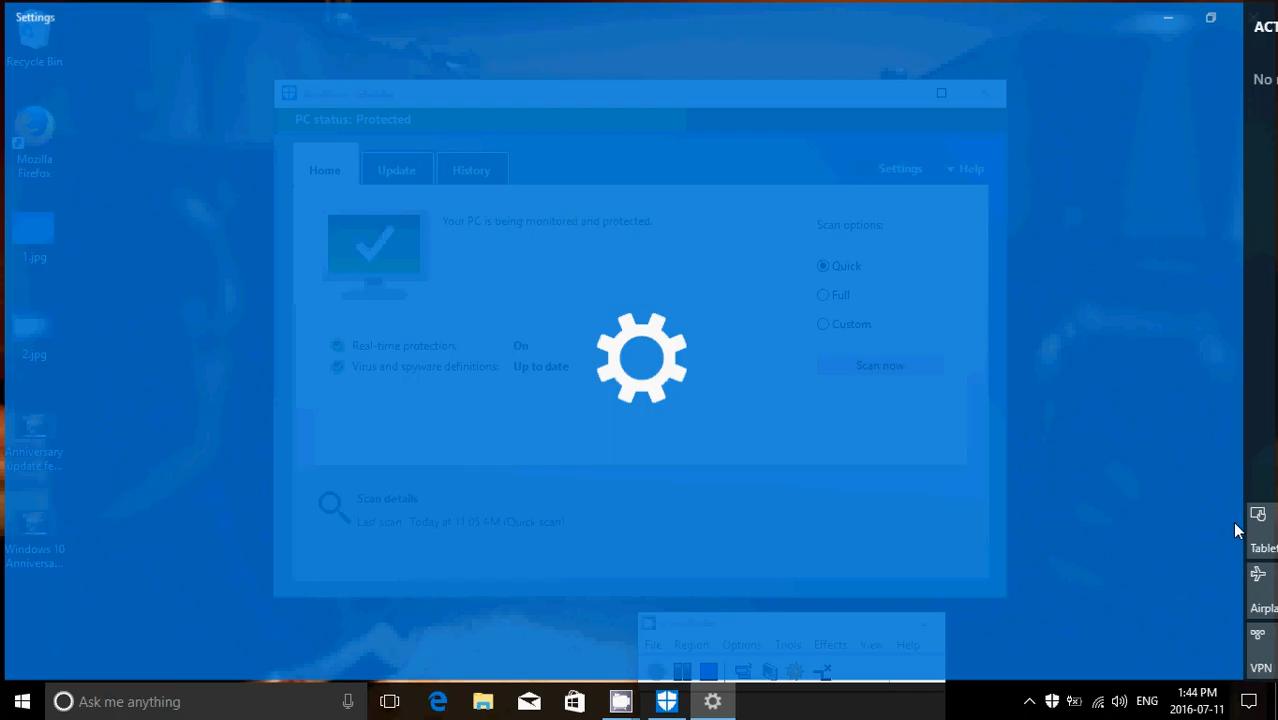 Settings
ACT
No
Recycle Bin
PC status: Protected
Mozilla
Firefox
Home
Update
History
Settings
Help
Your PC is being monitored and protected.
Scan options:
1.jpg
Quick
Full
Custom
2.jpg
Real-time protection:
On
Virus and spyware definitions:
Up to date
Scan now
Anniversary
update fe...
Scan details
Last scan: Today at 11:05 AM (Quick scan)
Windows 10
Anniversa...
Tablet
Airpla
VPN
File
Region
Options
Tools
Effects
View
Help
Ask me anything
ENG
1:44 PM
2016-07-11